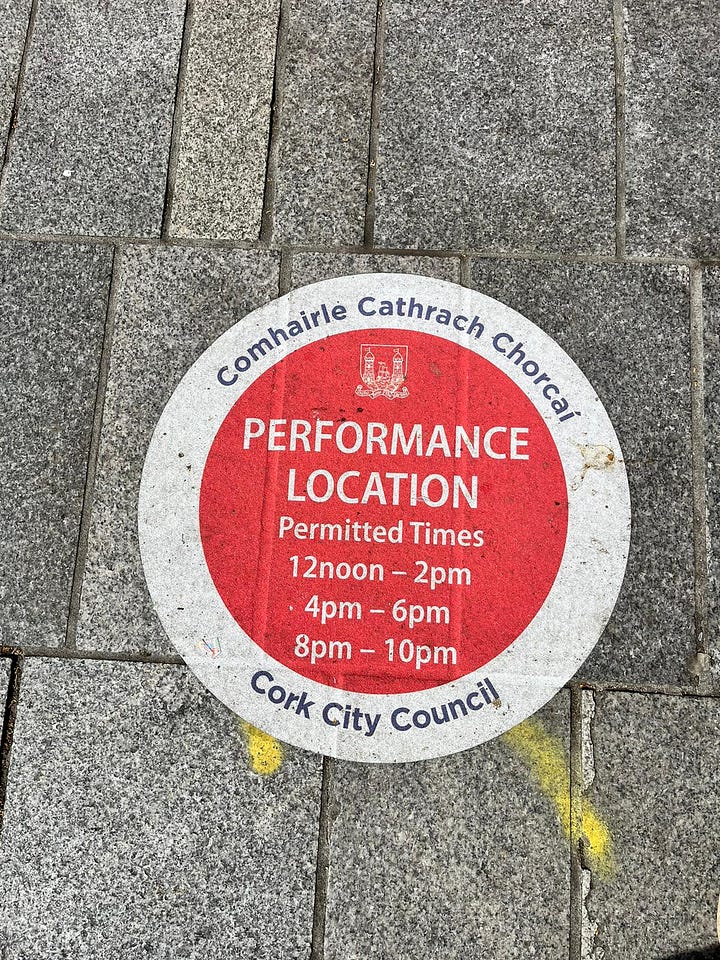 Comhairle Cathrach Chorcaí
PERFORMANCE
LOCATION
Permitted Times
12noon – 2pm
4pm – 6pm
8pm – 10pm
Cork City Council